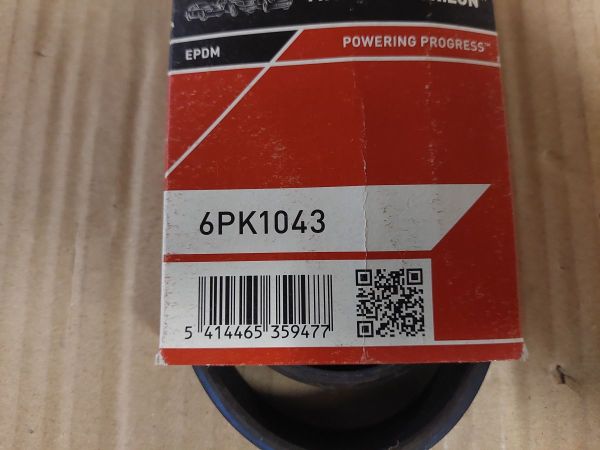 EPDM
POWERING PROGRESS™
6PK1043
5 414465 359477